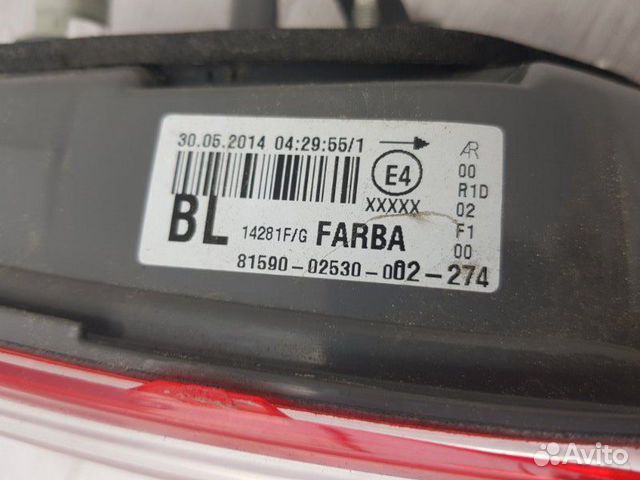 30.05.2014 04:29:55/1
E4
XXXXX
BL
14281F/G FARBA
81590-02530-002-274
AR
00
R1D
02
F1
00
Avito